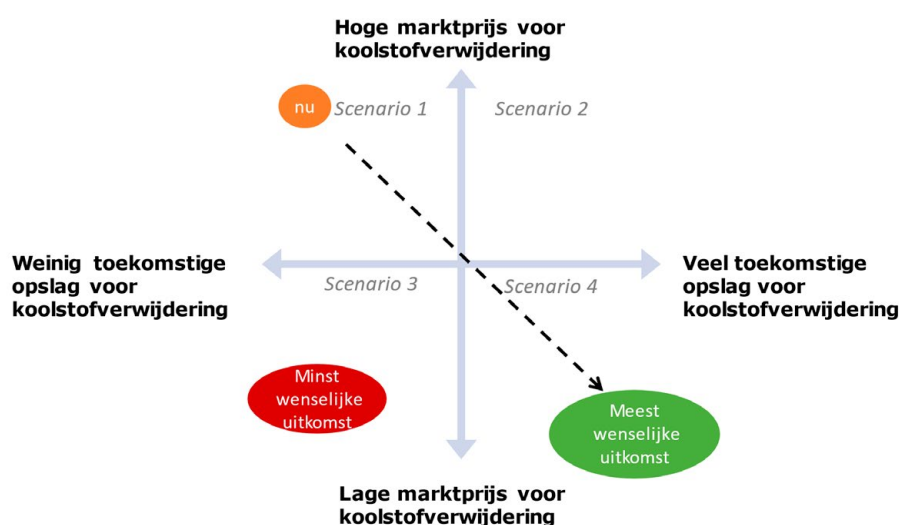 Hoge marktprijs voor
koolstofverwijdering
nu
Scenario 1
Scenario 2
Weinig toekomstige
opslag voor
koolstofverwijdering
Scenario 3
Scenario 4
Veel toekomstige
opslag voor
koolstofverwijdering
Minst
wenselijke
uitkomst
Meest
wenselijke
uitkomst
Lage marktprijs voor
koolstofverwijdering